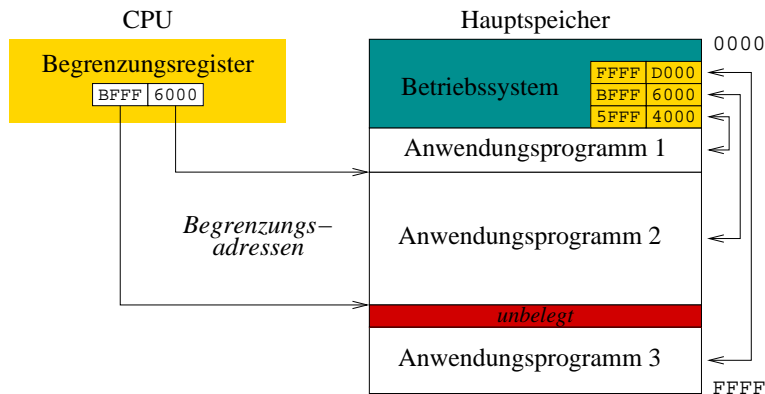 CPU
Hauptspeicher
0000
Begrenzungsregister
BFFF 6000
Betriebssystem
FFFF D000
BFFF 6000
5FFF 4000
Anwendungsprogramm 1
Begrenzungs-
adressen
Anwendungsprogramm 2
unbelegt
Anwendungsprogramm 3
FFFF